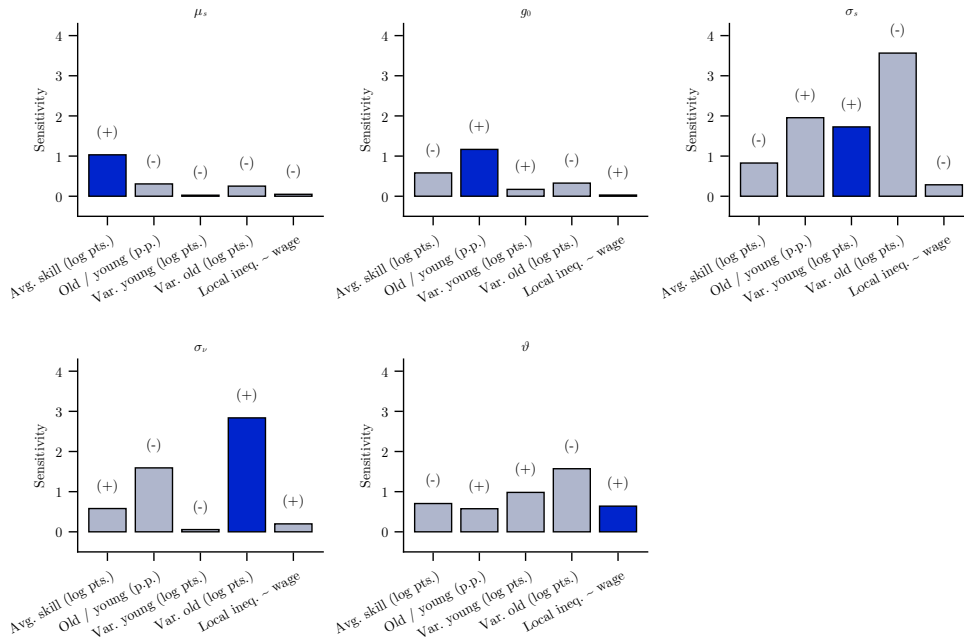 μ_s
g_0
σ_s
Sensitivity
4
3
2
1
0
(+)
(-)
(-)
(-)
(-)
Avg. skill (log pts.)
Old / young (p.p.)
Var. young (log pts.)
Var. old (log pts.)
Local ineq. ~ wage
Sensitivity
4
3
2
1
0
(-)
(+)
(+)
(-)
(+)
Avg. skill (log pts.)
Old / young (p.p.)
Var. young (log pts.)
Var. old (log pts.)
Local ineq. ~ wage
Sensitivity
4
3
2
1
0
(-)
(+)
(+)
(-)
(-)
Avg. skill (log pts.)
Old / young (p.p.)
Var. young (log pts.)
Var. old (log pts.)
Local ineq. ~ wage
σ_ν
ϑ
Sensitivity
4
3
2
1
0
(+)
(-)
(-)
(+)
(+)
Avg. skill (log pts.)
Old / young (p.p.)
Var. young (log pts.)
Var. old (log pts.)
Local ineq. ~ wage
Sensitivity
4
3
2
1
0
(-)
(+)
(+)
(-)
(+)
Avg. skill (log pts.)
Old / young (p.p.)
Var. young (log pts.)
Var. old (log pts.)
Local ineq. ~ wage